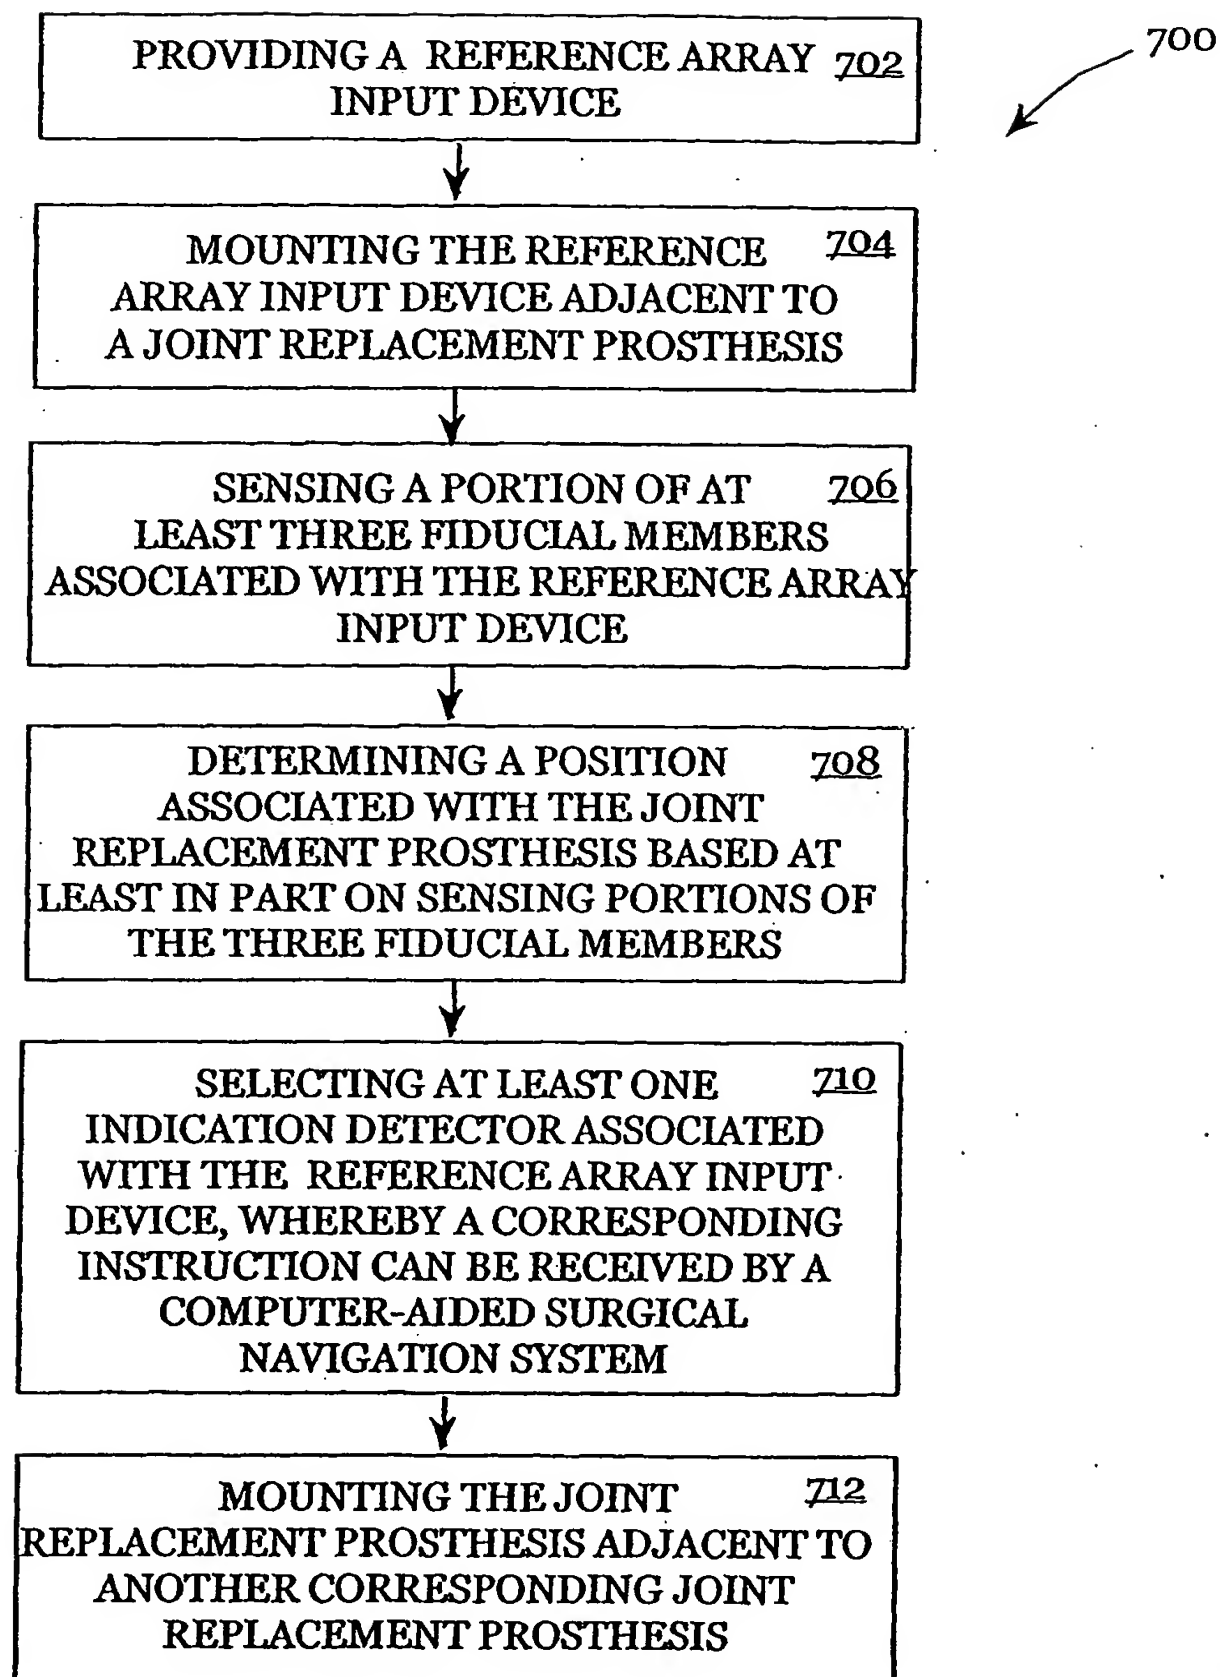 PROVIDING A REFERENCE ARRAY 702
INPUT DEVICE
700
MOUNTING THE REFERENCE 704
ARRAY INPUT DEVICE ADJACENT TO
A JOINT REPLACEMENT PROSTHESIS
SENSING A PORTION OF AT 706
LEAST THREE FIDUCIAL MEMBERS
ASSOCIATED WITH THE REFERENCE ARRAY
INPUT DEVICE
DETERMINING A POSITION 708
ASSOCIATED WITH THE JOINT
REPLACEMENT PROSTHESIS BASED AT
LEAST IN PART ON SENSING PORTIONS OF
THE THREE FIDUCIAL MEMBERS
SELECTING AT LEAST ONE 710
INDICATION DETECTOR ASSOCIATED
WITH THE REFERENCE ARRAY INPUT
DEVICE, WHEREBY A CORRESPONDING
INSTRUCTION CAN BE RECEIVED BY A
COMPUTER-AIDED SURGICAL
NAVIGATION SYSTEM
MOUNTING THE JOINT 712
REPLACEMENT PROSTHESIS ADJACENT TO
ANOTHER CORRESPONDING JOINT
REPLACEMENT PROSTHESIS